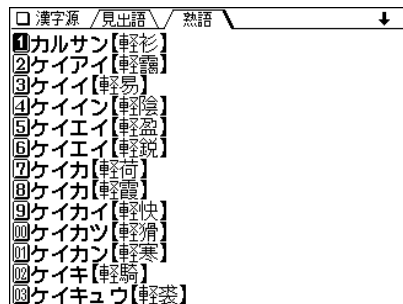 漢字源 見出語 熟語 ↓
1カルサン【軽衫】
2ケイアイ【軽靄】
3ケイイ【軽易】
4ケイイン【軽陰】
5ケイエイ【軽盈】
6ケイエイ【軽鋭】
7ケイカ【軽荷】
8ケイカ【軽霞】
9ケイカイ【軽快】
00ケイカツ【軽猾】
01ケイカン【軽寒】
02ケイキ【軽騎】
03ケイキュウ【軽裘】